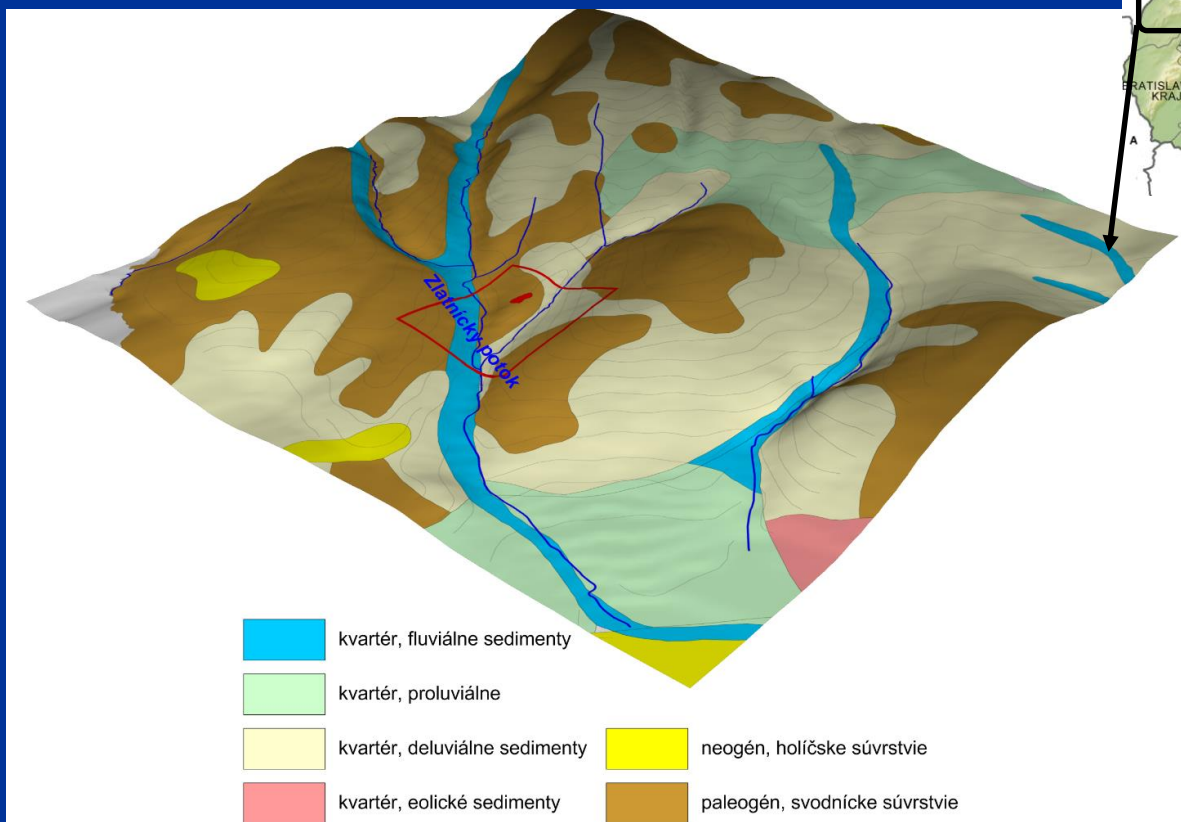 BRATISLA
KRAJ
A
Zlatnícky potok
kvartér, fluviálne sedimenty
kvartér, proluviálne
kvartér, deluviálne sedimenty
neogén, holíčske súvrstvie
kvartér, eolické sedimenty
paleogén, svodnícke súvrstvie